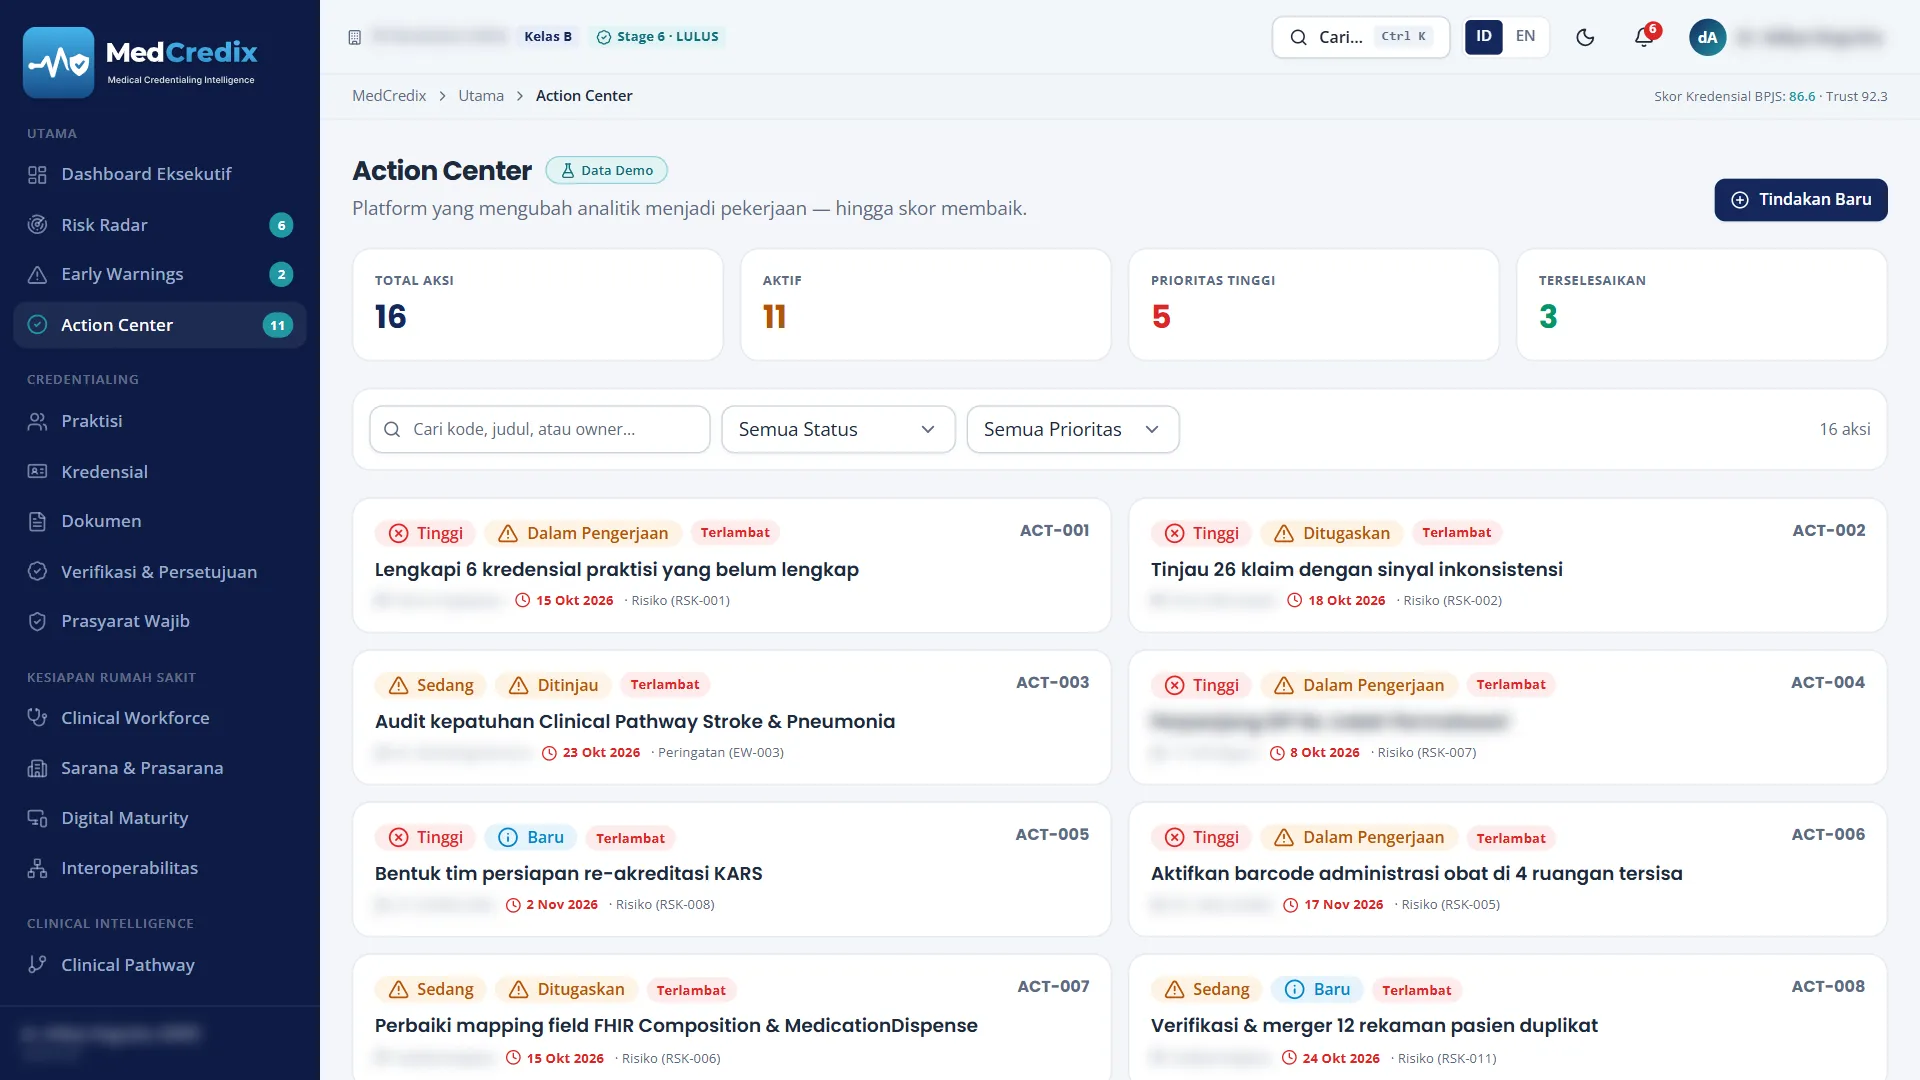 MedCredix
Medical Credentialing Intelligence
UTAMA
Dashboard Eksekutif
Risk Radar 6
Early Warnings 2
Action Center 11
CREDENTIALING
Praktisi
Kredensial
Dokumen
Verifikasi & Persetujuan
Prasyarat Wajib
KESIAPAN RUMAH SAKIT
Clinical Workforce
Sarana & Prasarana
Digital Maturity
Interoperabilitas
CLINICAL INTELLIGENCE
Clinical Pathway
Kelas B Stage 6 · LULUS
Cari... Ctrl K ID EN 6 dA
MedCredix > Utama > Action Center
Skor Kredensial BPJS: 86.6 · Trust 92.3
Action Center Data Demo
Platform yang mengubah analitik menjadi pekerjaan — hingga skor membaik.
Tindakan Baru
TOTAL AKSI
16
AKTIF
11
PRIORITAS TINGGI
5
TERSELESAIKAN
3
Cari kode, judul, atau owner... Semua Status Semua Prioritas 16 aksi
Tinggi Dalam Pengerjaan Terlambat ACT-001
Lengkapi 6 kredensial praktisi yang belum lengkap
15 Okt 2026 · Risiko (RSK-001)
Tinggi Ditugaskan Terlambat ACT-002
Tinjau 26 klaim dengan sinyal inkonsistensi
18 Okt 2026 · Risiko (RSK-002)
Sedang Ditinjau Terlambat ACT-003
Audit kepatuhan Clinical Pathway Stroke & Pneumonia
23 Okt 2026 · Peringatan (EW-003)
Tinggi Dalam Pengerjaan Terlambat ACT-004
8 Okt 2026 · Risiko (RSK-007)
Tinggi Baru Terlambat ACT-005
Bentuk tim persiapan re-akreditasi KARS
2 Nov 2026 · Risiko (RSK-008)
Tinggi Dalam Pengerjaan Terlambat ACT-006
Aktifkan barcode administrasi obat di 4 ruangan tersisa
17 Nov 2026 · Risiko (RSK-005)
Sedang Ditugaskan Terlambat ACT-007
Perbaiki mapping field FHIR Composition & MedicationDispense
15 Okt 2026 · Risiko (RSK-006)
Sedang Baru Terlambat ACT-008
Verifikasi & merger 12 rekaman pasien duplikat
24 Okt 2026 · Risiko (RSK-011)